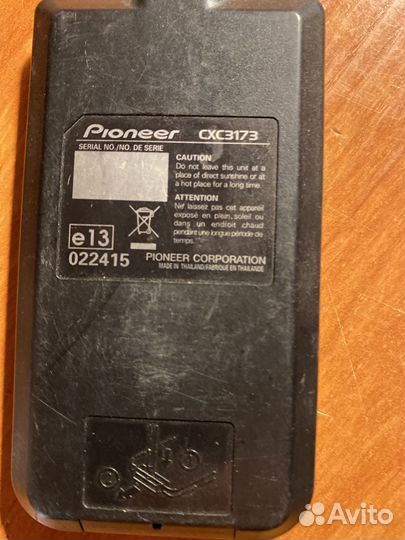 Pioneer CXC3173
SERIAL NO./NO. DE SERIE
CAUTION
Do not leave this unit at a
place of direct sunshine or at
a hot place for a long time.
ATTENTION
Ne laissez pas cet appareil
exposé en plein, soleil ou
dans un endroit chaud
pendant une longue période de
temps.
e13
022415
PIONEER CORPORATION
MADE IN THAILAND/FABRIQUÉ EN THAÏLANDE
Avito